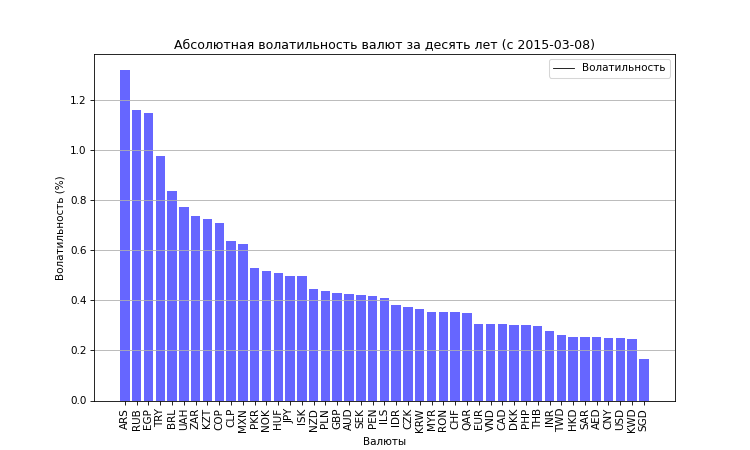 Абсолютная волатильность валют за десять лет (с 2015-03-08)
Волатильность
Волатильность (%)
1.2
1.0
0.8
0.6
0.4
0.2
0.0
ARS RUB EGP TRY BRL UAH ZAR KZT COP CLP MXN PKR NOK HUF JPY ISK NZD PLN GBP AUD SEK PEN ILS IDR CZK KRW MYR RON CHF QAR EUR VND CAD DKK PHP THB INR TWD HKD SAR AED CNY USD KWD SGD
Валюты